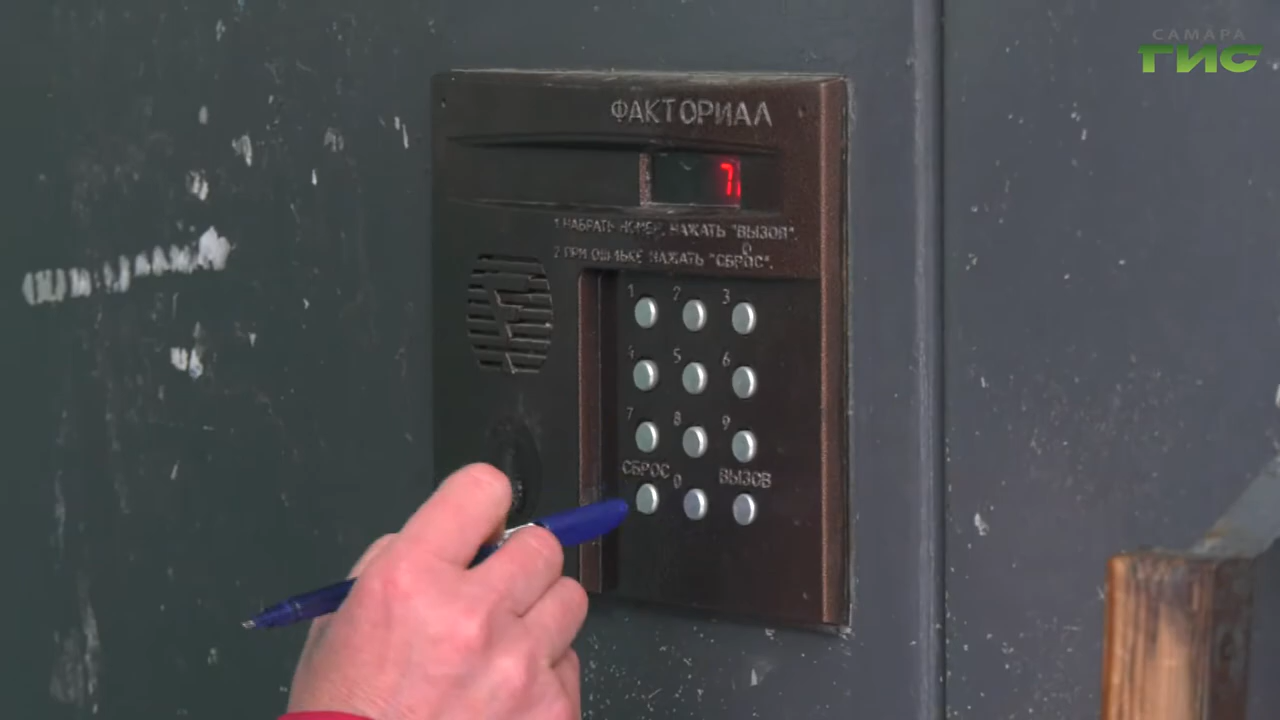 САМАРА
ГИС
ФАКТОРИАЛ
7
1 НАБРАТЬ НОМЕР, НАЖАТЬ "ВЫЗОВ".
2 ПРИ ОШИБКЕ НАЖАТЬ "СБРОС".
1 2 3
4 5 6
7 8 9
СБРОС 0 ВЫЗОВ